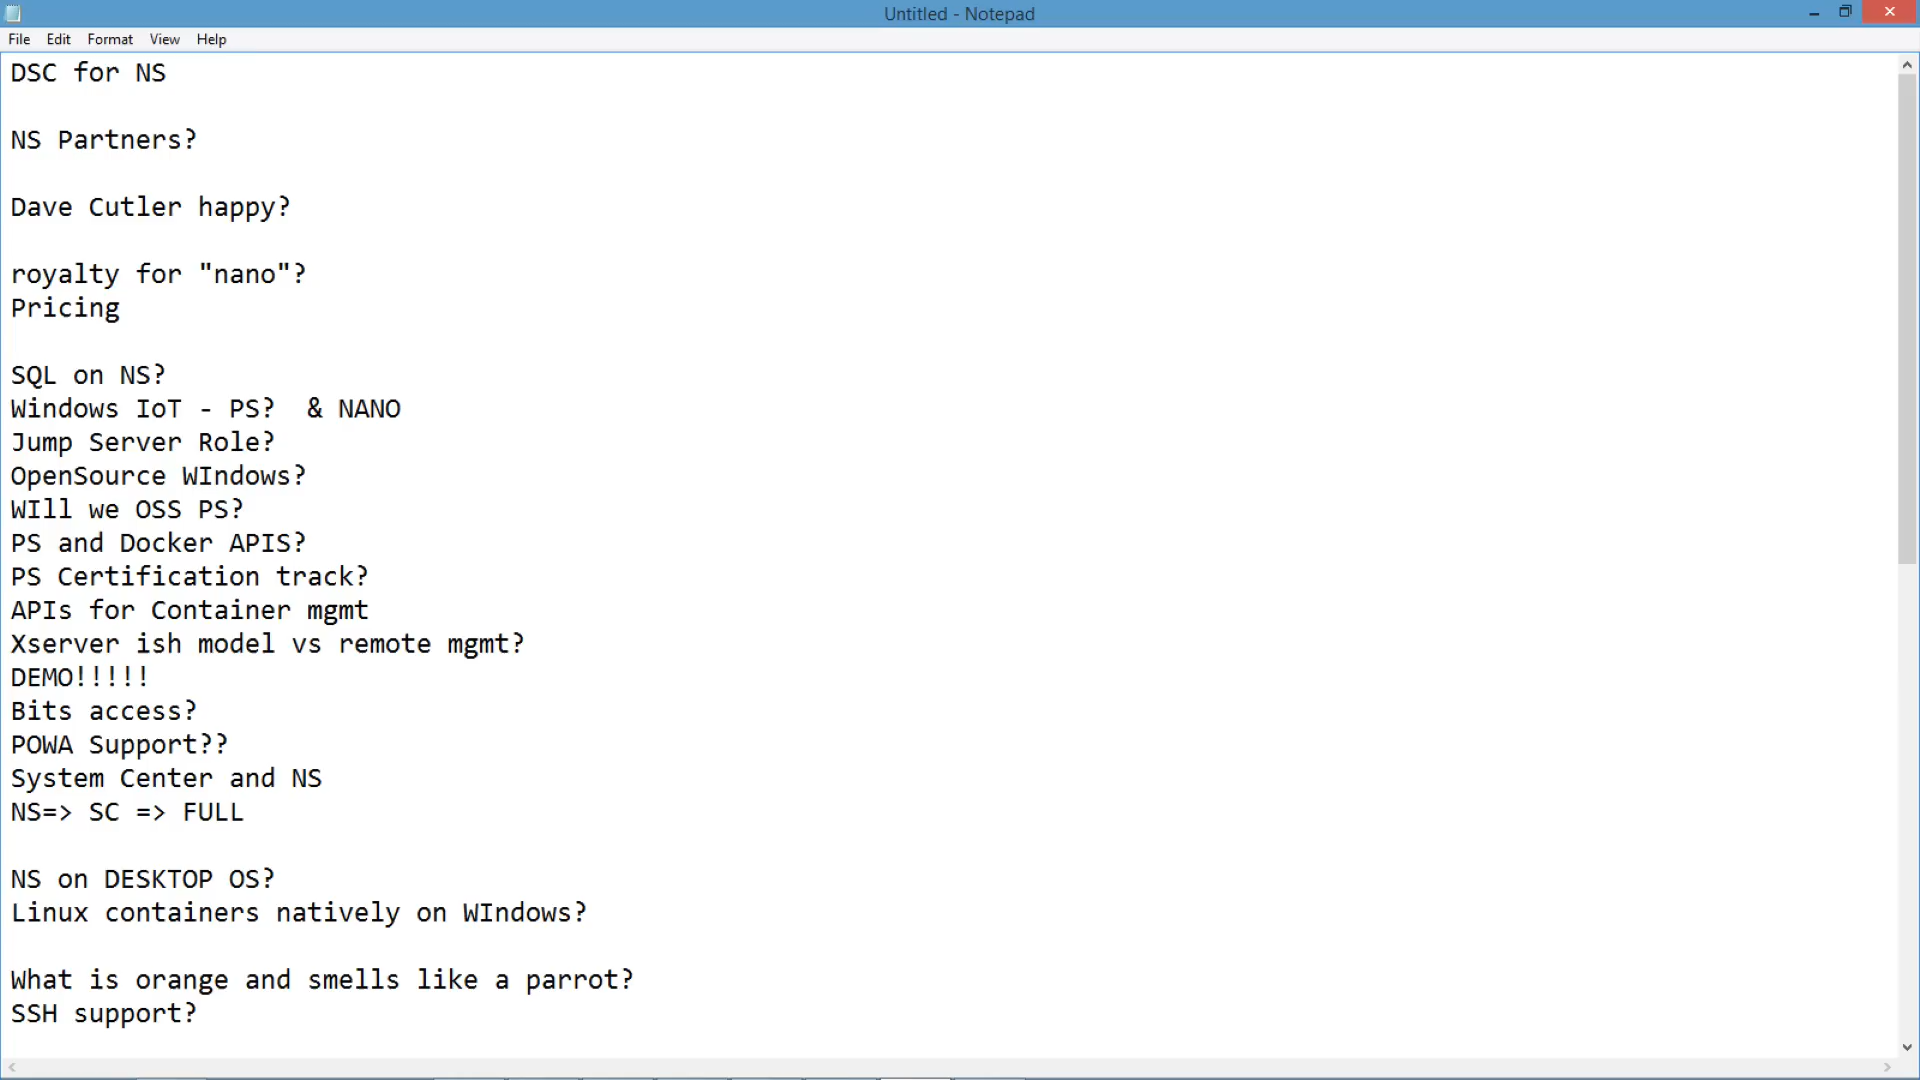 Untitled - Notepad
File Edit Format View Help
DSC for NS
NS Partners?
Dave Cutler happy?
royalty for "nano"?
Pricing
SQL on NS?
Windows IoT - PS?  & NANO
Jump Server Role?
OpenSource WIndows?
WIll we OSS PS?
PS and Docker APIS?
PS Certification track?
APIs for Container mgmt
Xserver ish model vs remote mgmt?
DEMO!!!!!
Bits access?
POWA Support??
System Center and NS
NS=> SC => FULL
NS on DESKTOP OS?
Linux containers natively on WIndows?
What is orange and smells like a parrot?
SSH support?